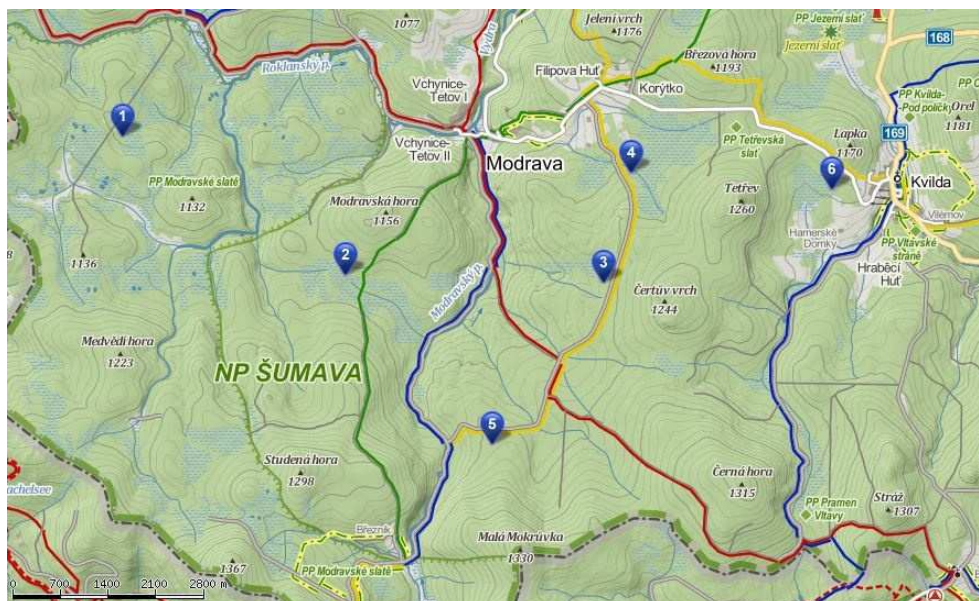 Jelení vrch
1176
PP Jezerní slať
Jezerní slať
168
1077
Vydra
Roklanský p.
Březová hora
1193
Filipova Huť
Vchynice-
Tetov I
Korýtko
PP Kvilda-
Pod políčky
Orel
1181
1
169
Lapka
1170
Vchynice-
Tetov II
Modrava
PP Tetřevská
slať
4
6
Kvilda
PP Modravské slatě
1132
Modravská hora
1156
Tetřev
1260
Vilémov
Hamerské
Domky
PP Vltavské
stráně
1136
2
3
Hraběcí
Huť
Modravský p.
Čertův vrch
1244
Medvědí hora
1223
NP ŠUMAVA
5
Studená hora
1298
Černá hora
1315
Stráž
1307
PP Pramen
Vltavy
Březník
Malá Mokrůvka
1330
1367
PP Modravské slatě
0 700 1400 2100 2800 m